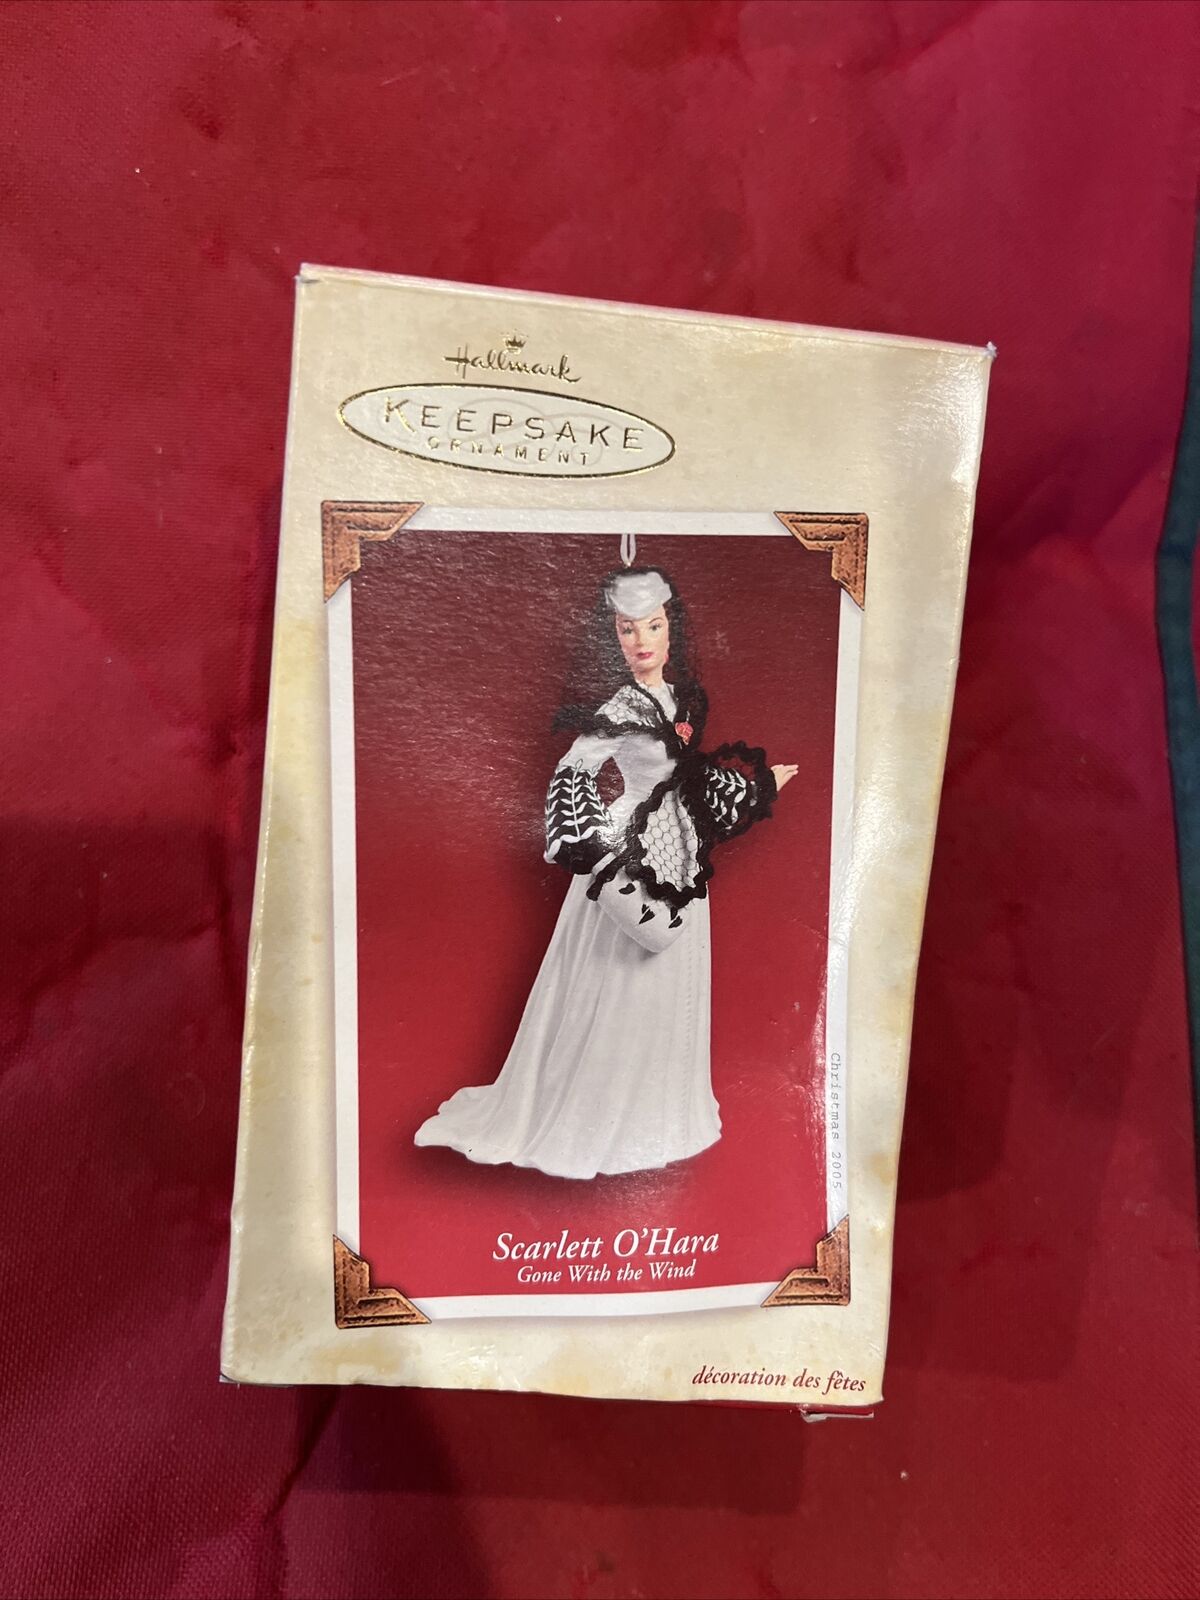 Hallmark
KEEPSAKE
ORNAMENT
Christmas 2005
Scarlett O'Hara
Gone With the Wind
décoration des fêtes